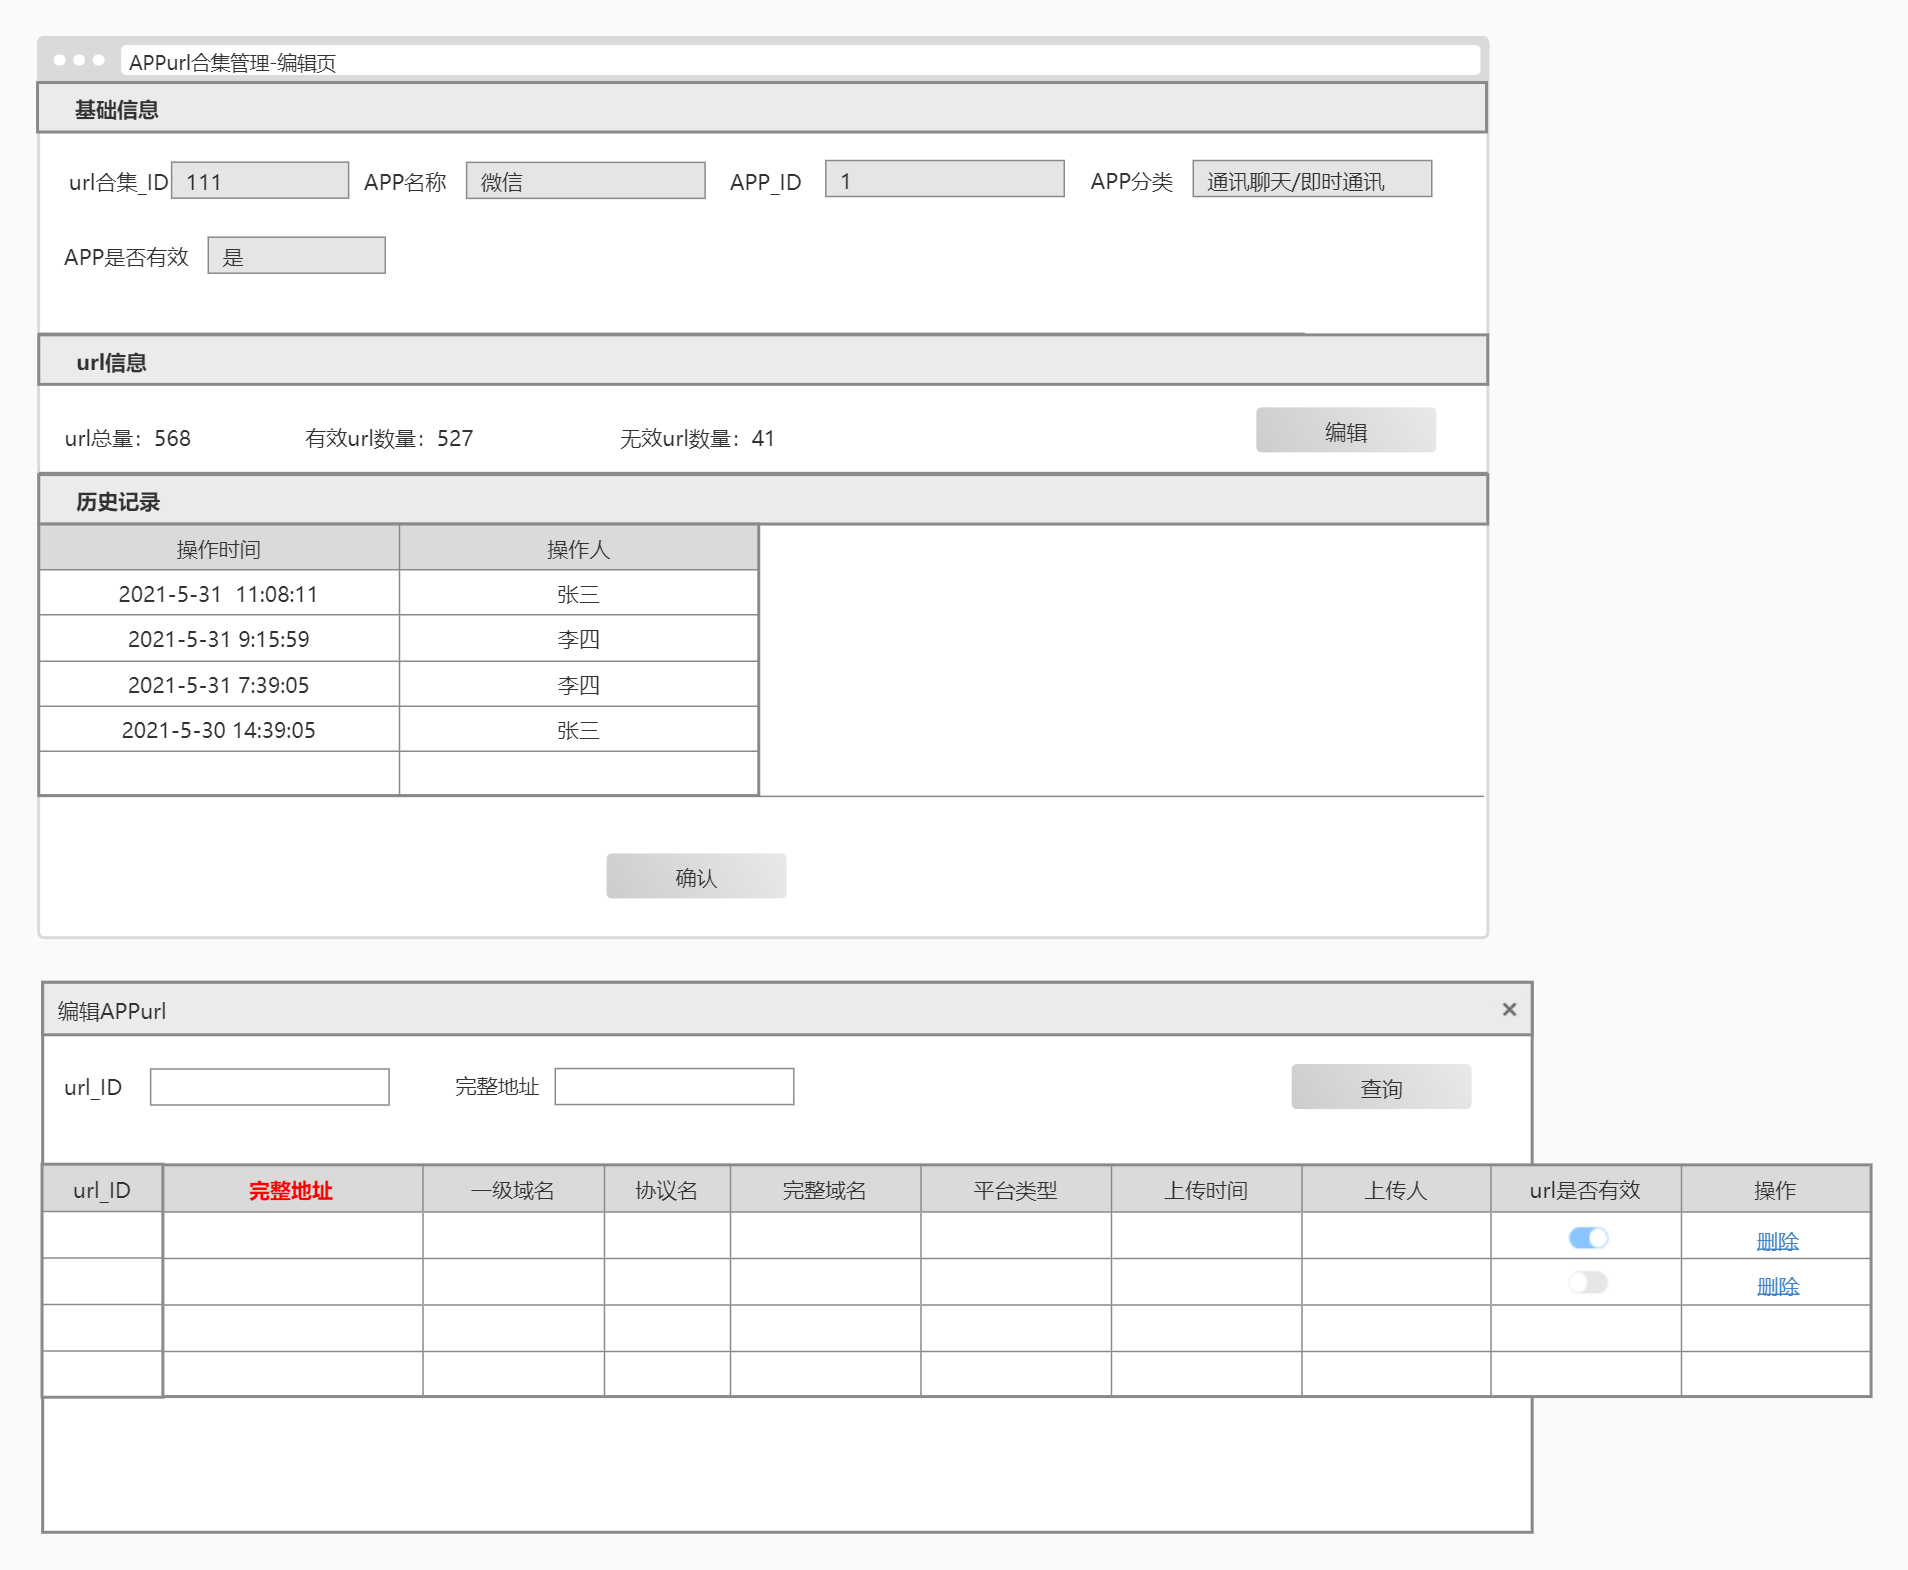 APPurl合集管理-编辑页
基础信息
url合集_ID 111 APP名称 微信 APP_ID 1 APP分类 通讯聊天/即时通讯
APP是否有效 是
url信息
url总量：568 有效url数量：527 无效url数量：41 编辑
历史记录
操作时间 操作人
2021-5-31 11:08:11 张三
2021-5-31 9:15:59 李四
2021-5-31 7:39:05 李四
2021-5-30 14:39:05 张三
确认
编辑APPurl ×
url_ID 完整地址 查询
url_ID 完整地址 一级域名 协议名 完整域名 平台类型 上传时间 上传人 url是否有效 操作
删除
删除